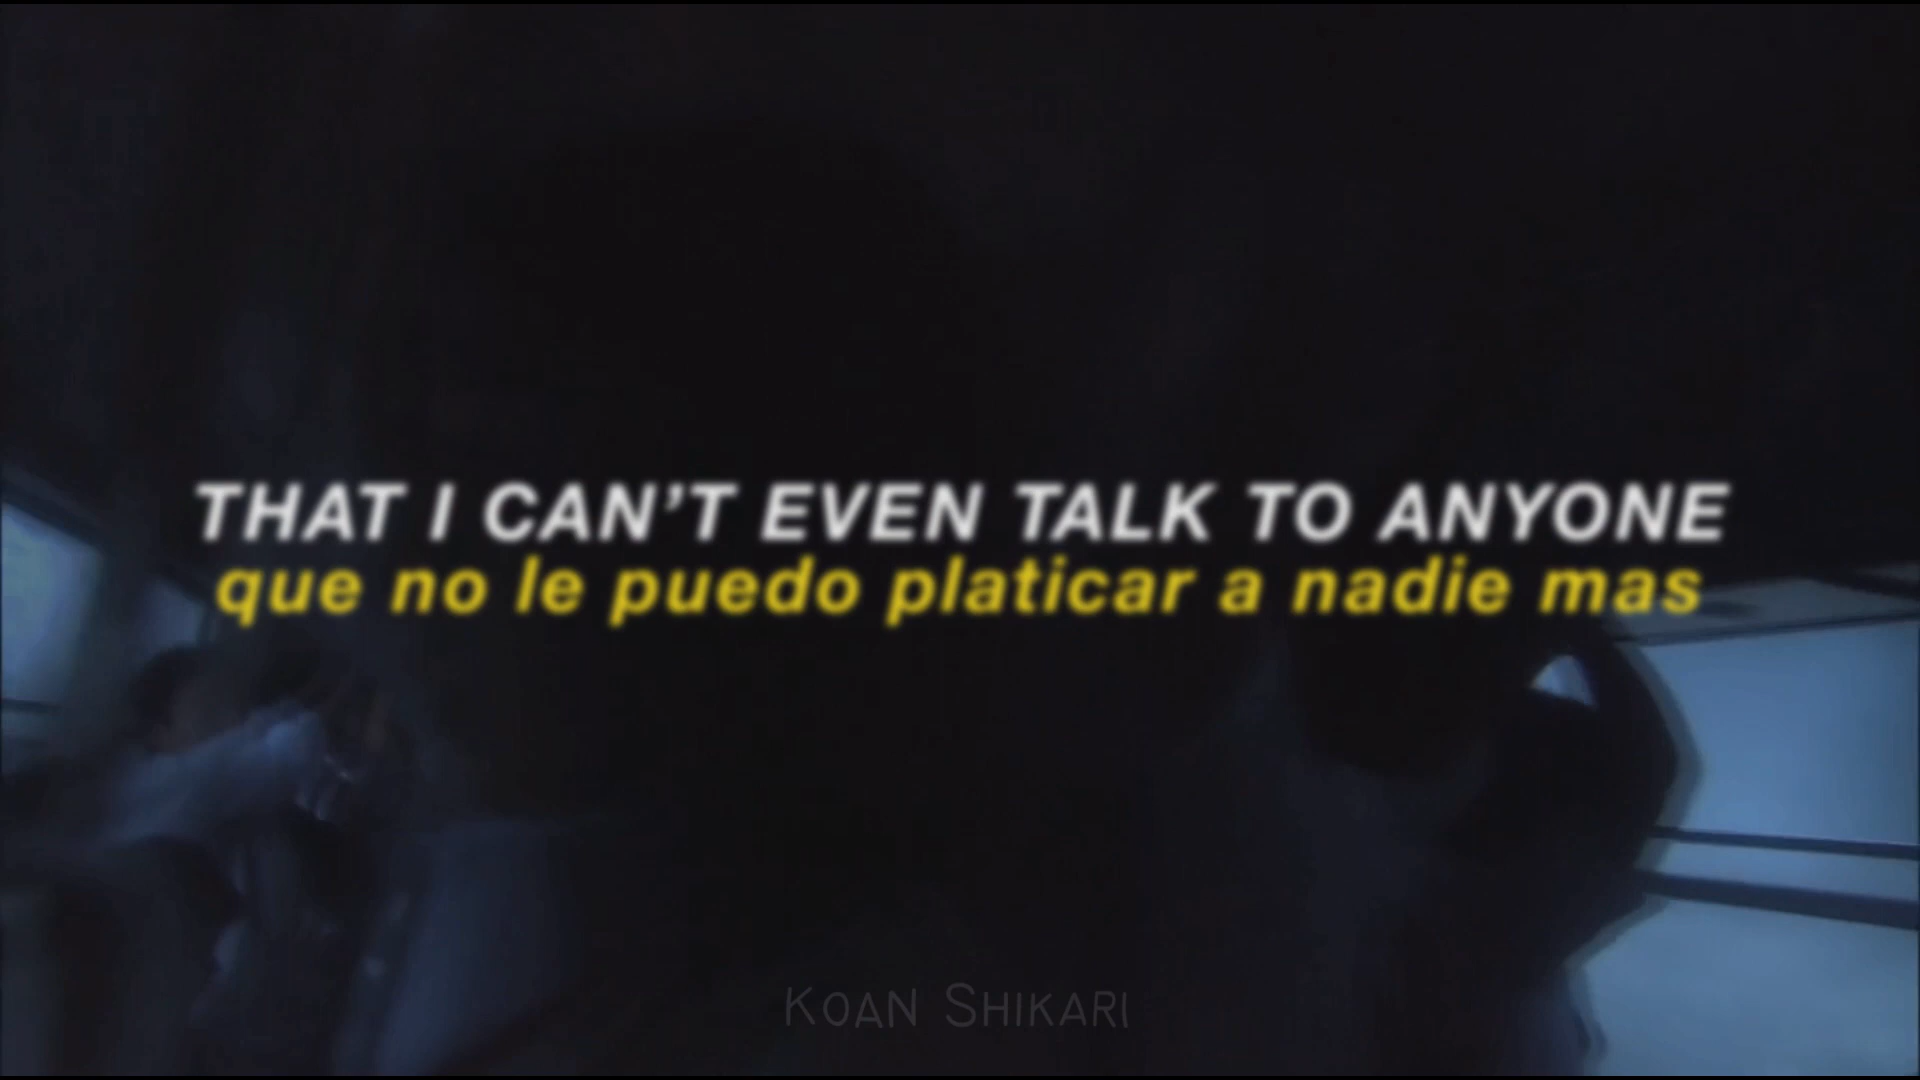 THAT I CAN'T EVEN TALK TO ANYONE
que no le puedo platicar a nadie mas
KOAN SHIKARI